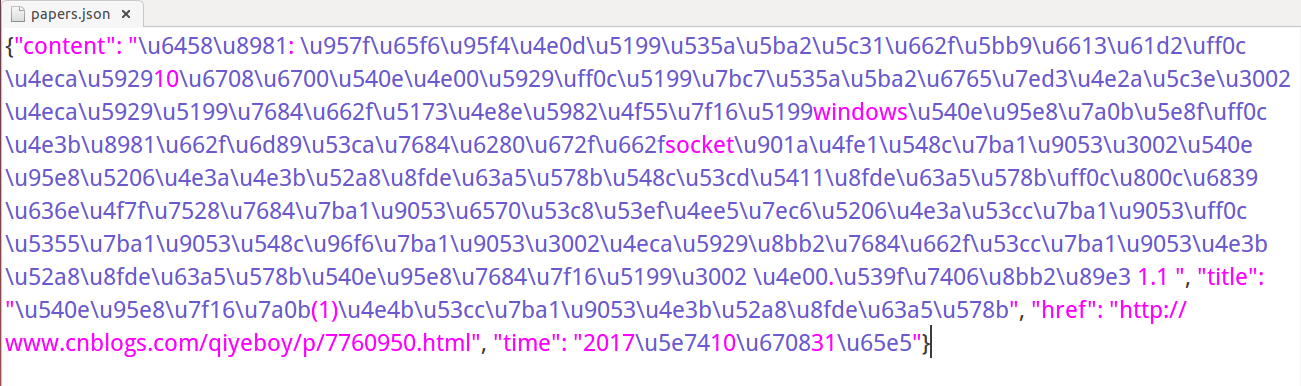 papers.json ×
{"content": "\u6458\u8981: \u957f\u65f6\u95f4\u4e0d\u5199\u535a\u5ba2\u5c31\u662f\u5bb9\u6613\u61d2\uff0c
\u4eca\u592910\u6708\u6700\u540e\u4e00\u5929\uff0c\u5199\u7bc7\u535a\u5ba2\u6765\u7ed3\u4e2a\u5c3e\u3002
\u4eca\u5929\u5199\u7684\u662f\u5173\u4e8e\u5982\u4f55\u7f16\u5199windows\u540e\u95e8\u7a0b\u5e8f\uff0c
\u4e3b\u8981\u662f\u6d89\u53ca\u7684\u6280\u672f\u662fsocket\u901a\u4fe1\u548c\u7ba1\u9053\u3002\u540e
\u95e8\u5206\u4e3a\u4e3b\u52a8\u8fde\u63a5\u578b\u548c\u53cd\u5411\u8fde\u63a5\u578b\uff0c\u800c\u6839
\u636e\u4f7f\u7528\u7684\u7ba1\u9053\u6570\u53c8\u53ef\u4ee5\u7ec6\u5206\u4e3a\u53cc\u7ba1\u9053\uff0c
\u5355\u7ba1\u9053\u548c\u96f6\u7ba1\u9053\u3002\u4eca\u5929\u8bb2\u7684\u662f\u53cc\u7ba1\u9053\u4e3b
\u52a8\u8fde\u63a5\u578b\u540e\u95e8\u7684\u7f16\u5199\u3002 \u4e00.\u539f\u7406\u8bb2\u89e3 1.1 ", "title":
"\u540e\u95e8\u7f16\u7a0b(1)\u4e4b\u53cc\u7ba1\u9053\u4e3b\u52a8\u8fde\u63a5\u578b", "href": "http://
www.cnblogs.com/qiyeboy/p/7760950.html", "time": "2017\u5e7410\u670831\u65e5"}